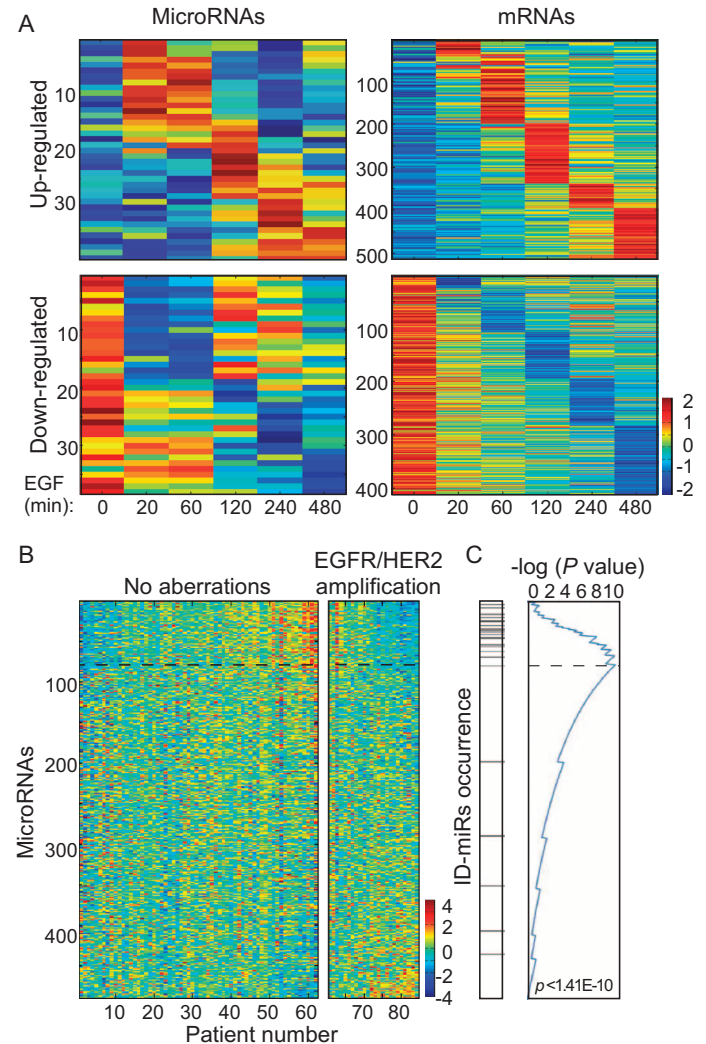 A
MicroRNAs
mRNAs
Up-regulated
10
20
30
100
200
300
400
500
Down-regulated
10
20
30
100
200
300
400
2
1
0
-1
-2
EGF
(min):
0 20 60 120 240 480
0 20 60 120 240 480
B
No aberrations
EGFR/HER2
amplification
MicroRNAs
100
200
300
400
4
2
0
-2
-4
10 20 30 40 50 60
70 80
Patient number
C
-log (P value)
0 2 4 6 8 10
ID-miRs occurrence
p<1.41E-10